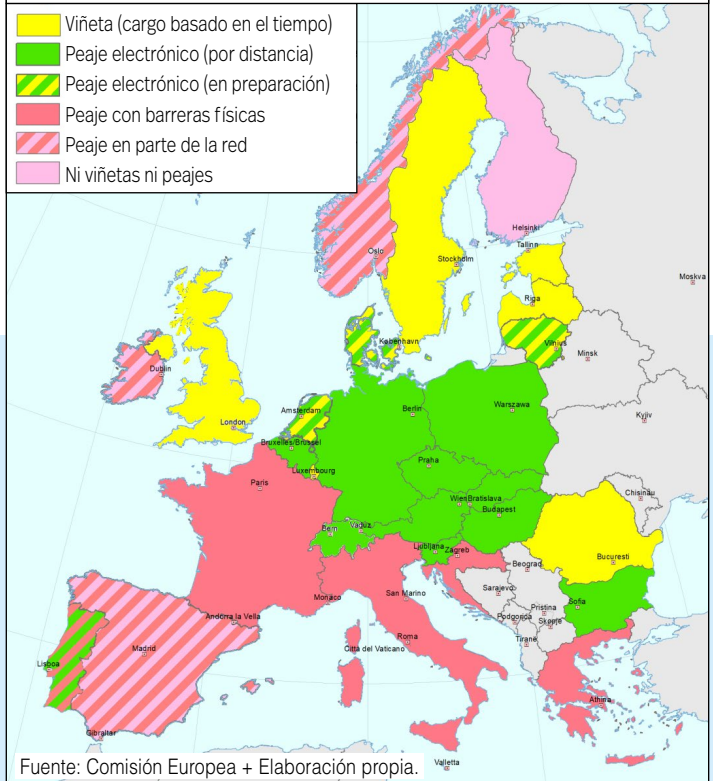 Viñeta (cargo basado en el tiempo)
Peaje electrónico (por distancia)
Peaje electrónico (en preparación)
Peaje con barreras físicas
Peaje en parte de la red
Ni viñetas ni peajes
Helsinki
Tallinn
Oslo
Stockholm
Moskva
Riga
København
Vilnius
Minsk
Dublin
Amsterdam
Berlin
Warszawa
London
Bruxelles/Brussel
Kyjiv
Luxembourg
Praha
Paris
Wien
Bratislava
Chisinău
Budapest
Bern
Vaduz
Ljubljana
Zagreb
Bucuresti
Beograd
Monaco
San Marino
Sarajevo
Andorra la Vella
Pristina
Sofia
Podgorica
Skopje
Roma
Città del Vaticano
Tiranë
Madrid
Lisboa
Athina
Gibraltar
Valletta
Fuente: Comisión Europea + Elaboración propia.